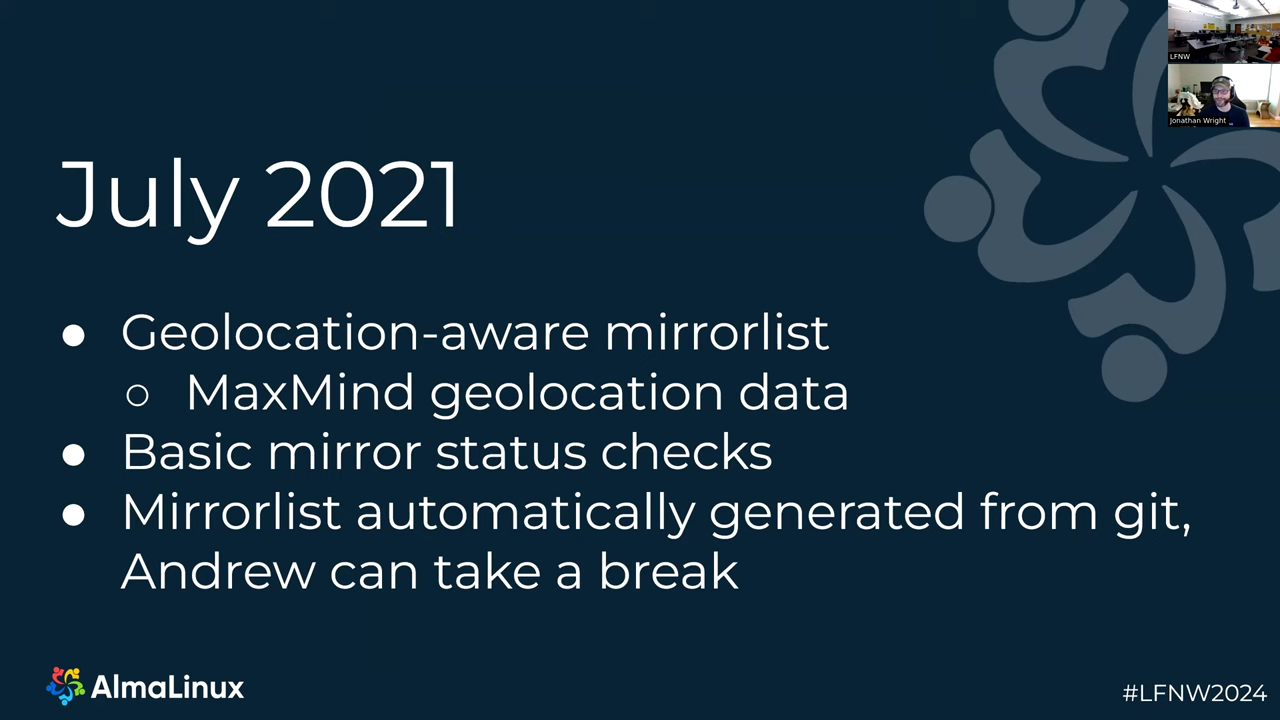 LFNW
Jonathan Wright
July 2021
● Geolocation-aware mirrorlist
○ MaxMind geolocation data
● Basic mirror status checks
● Mirrorlist automatically generated from git,
Andrew can take a break
AlmaLinux
#LFNW2024